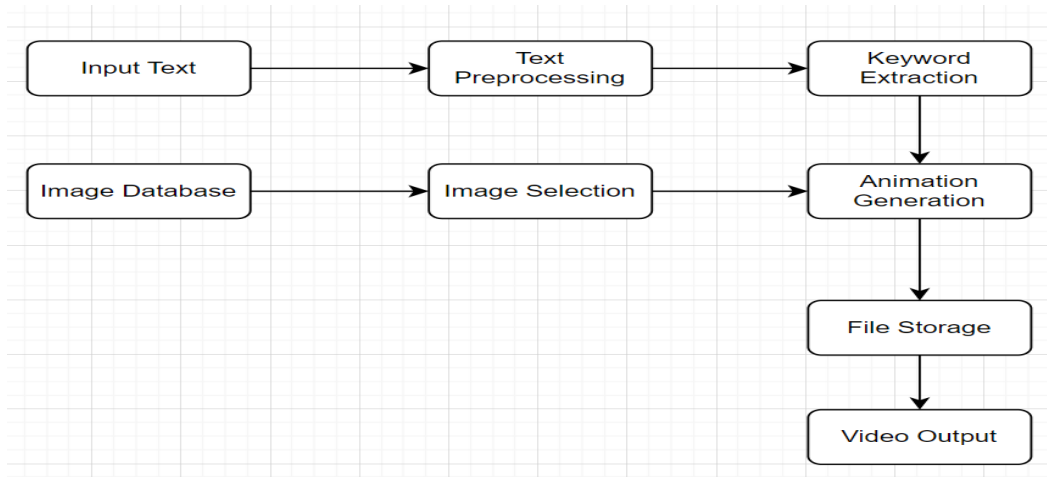 Input Text
Text
Preprocessing
Keyword
Extraction
Image Database
Image Selection
Animation
Generation
File Storage
Video Output